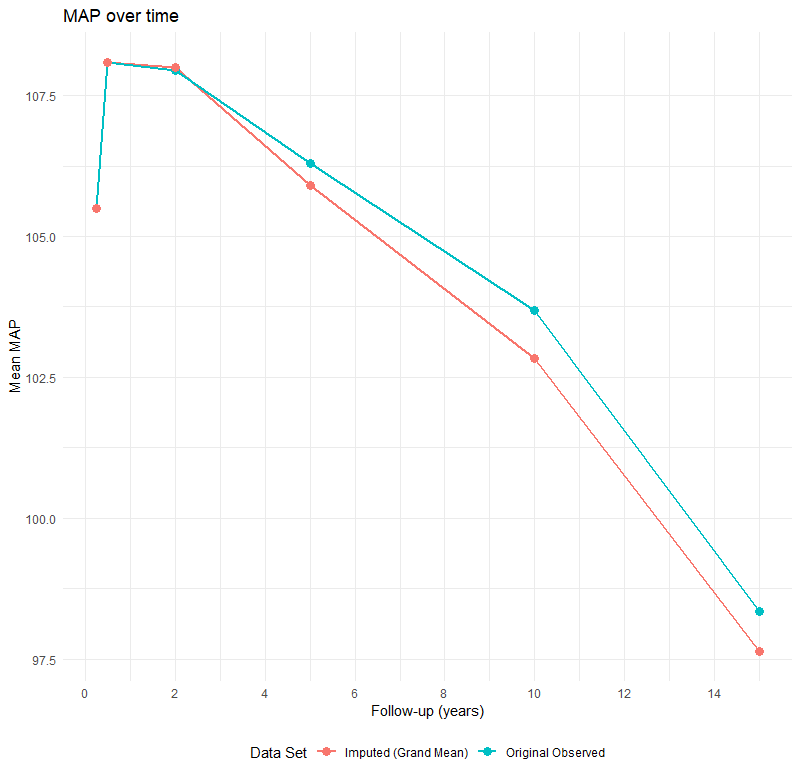 MAP over time
107.5
105.0
102.5
100.0
97.5
Mean MAP
0 2 4 6 8 10 12 14
Follow-up (years)
Data Set Imputed (Grand Mean) Original Observed